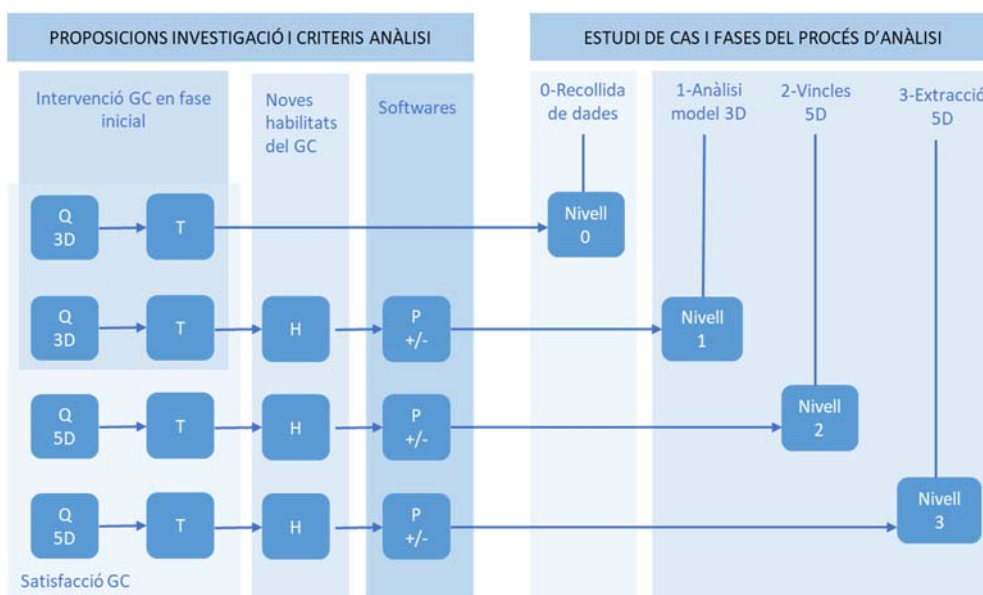 PROPOSICIONS INVESTIGACIÓ I CRITERIS ANÀLISI
Intervenció GC en fase
inicial
Noves
habilitats
del GC
Softwares
Q
3D
T
Q
3D
T
H
P
+/-
Q
5D
T
H
P
+/-
Q
5D
T
H
P
+/-
Satisfacció GC
ESTUDI DE CAS I FASES DEL PROCÉS D'ANÀLISI
0-Recollida
de dades
1-Anàlisi
model 3D
2-Vincles
5D
3-Extracció
5D
Nivell
0
Nivell
1
Nivell
2
Nivell
3